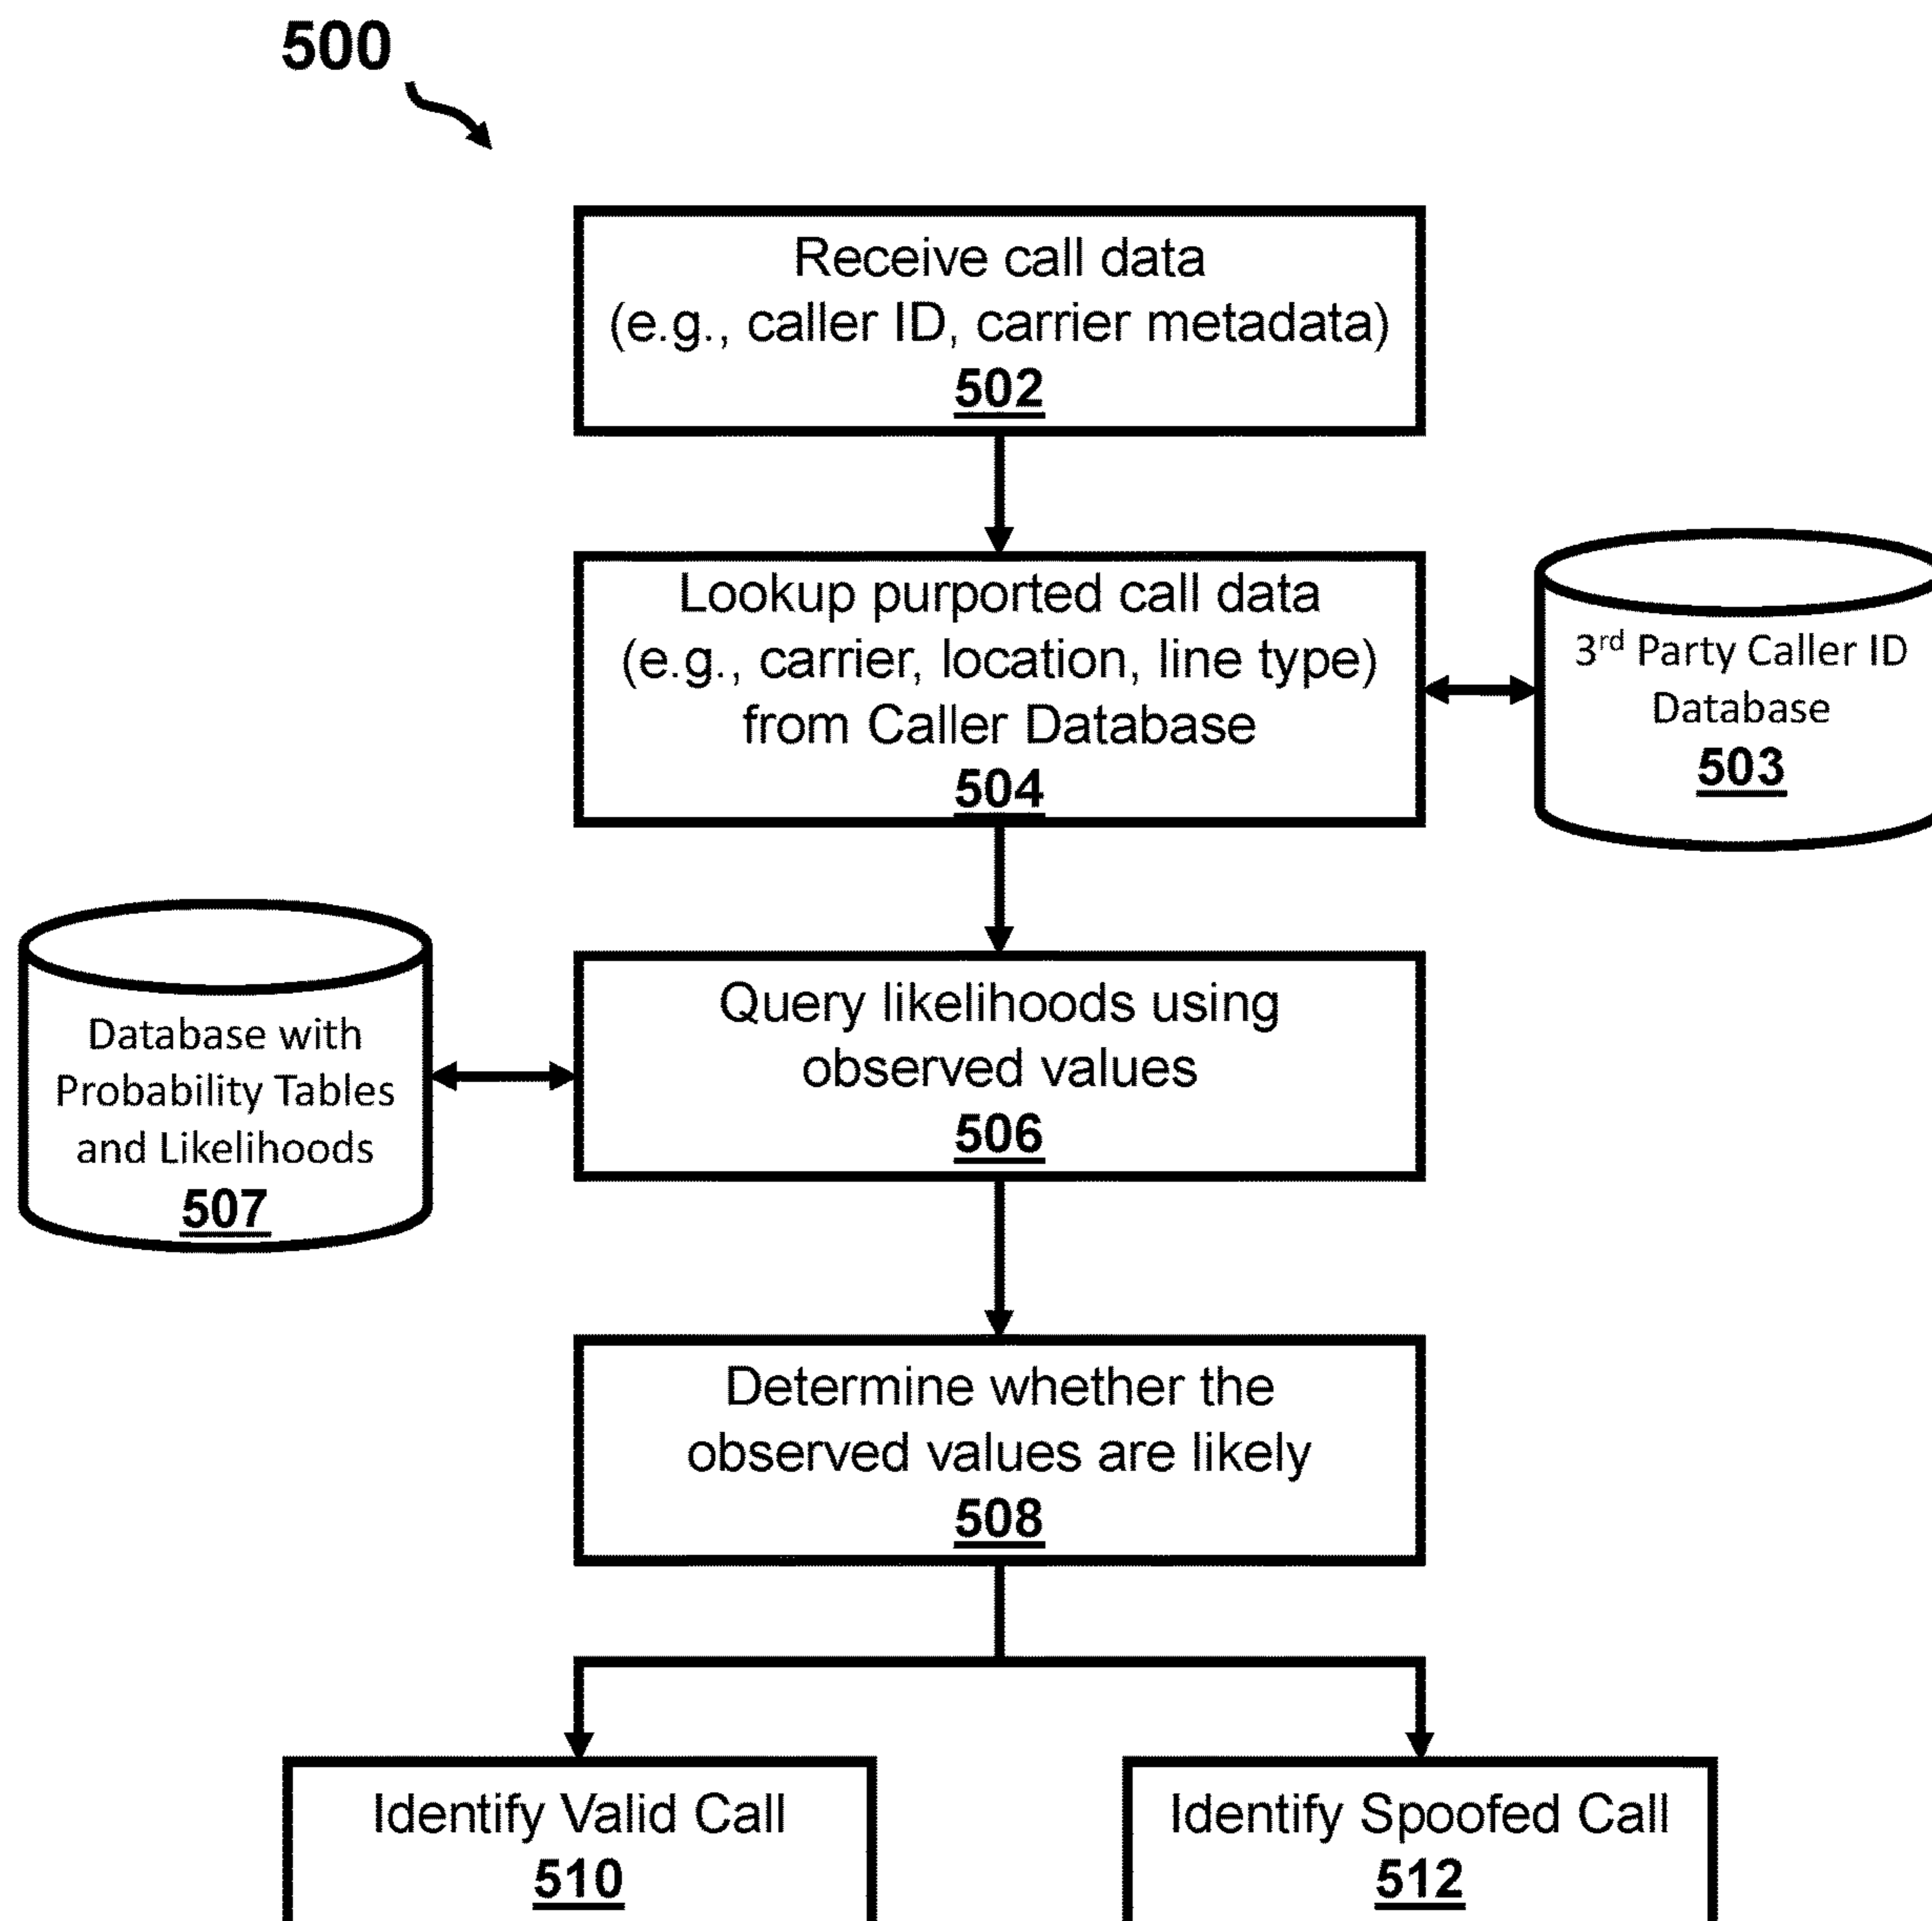 500
Receive call data
(e.g., caller ID, carrier metadata)
502
Lookup purported call data
(e.g., carrier, location, line type)
from Caller Database
504
3rd Party Caller ID
Database
503
Query likelihoods using
observed values
506
Database with
Probability Tables
and Likelihoods
507
Determine whether the
observed values are likely
508
Identify Valid Call
510
Identify Spoofed Call
512